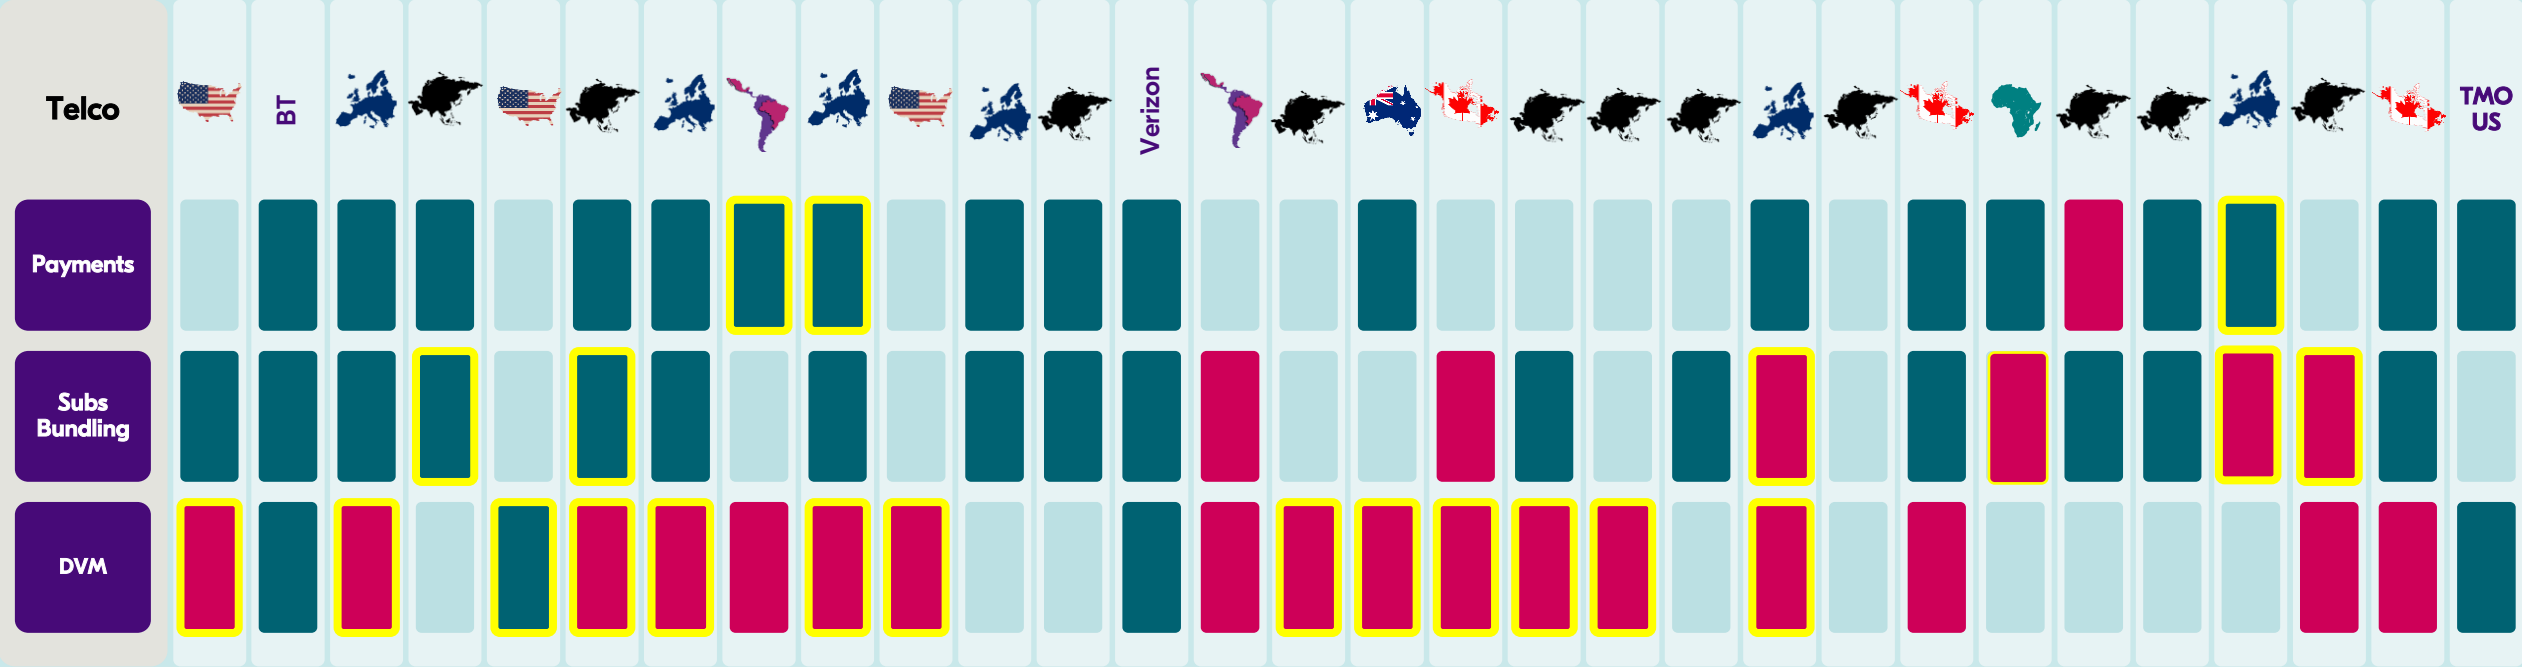 Telco
BT
Verizon
TMO
US
Payments
Subs
Bundling
DVM